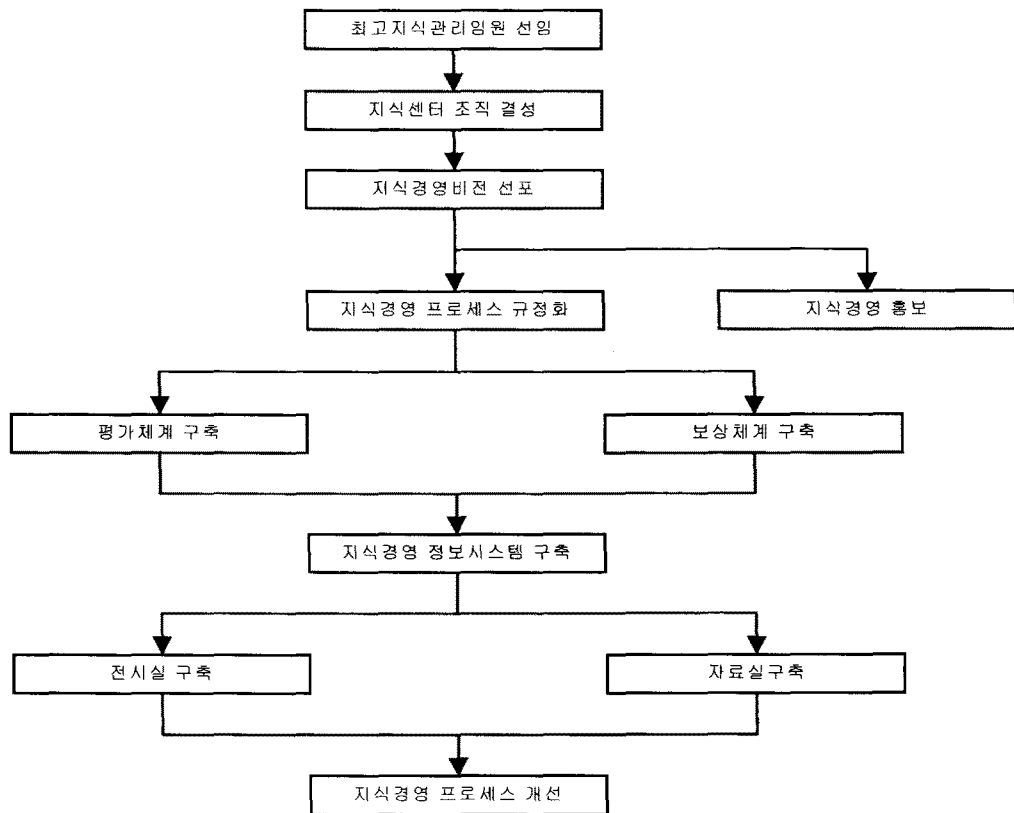 최고지식관리임원 선임
지식센터 조직 결성
지식경영비전 선포
지식경영 프로세스 규정화
지식경영 홍보
평가체계 구축
보상체계 구축
지식경영 정보시스템 구축
전시실 구축
자료실구축
지식경영 프로세스 개선